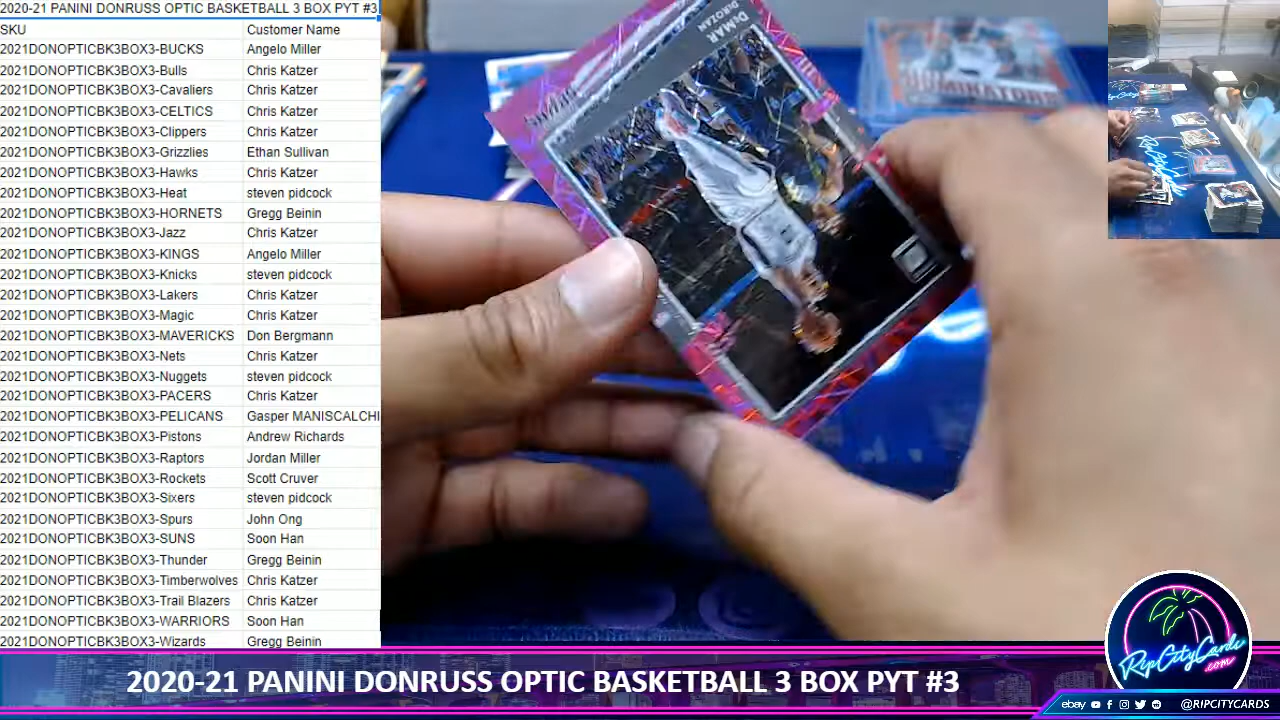 2020-21 PANINI DONRUSS OPTIC BASKETBALL 3 BOX PYT #3
SKU Customer Name
2021DONOPTICBK3BOX3-BUCKS Angelo Miller
2021DONOPTICBK3BOX3-Bulls Chris Katzer
2021DONOPTICBK3BOX3-Cavaliers Chris Katzer
2021DONOPTICBK3BOX3-CELTICS Chris Katzer
2021DONOPTICBK3BOX3-Clippers Chris Katzer
2021DONOPTICBK3BOX3-Grizzlies Ethan Sullivan
2021DONOPTICBK3BOX3-Hawks Chris Katzer
2021DONOPTICBK3BOX3-Heat steven pidcock
2021DONOPTICBK3BOX3-HORNETS Gregg Beinin
2021DONOPTICBK3BOX3-Jazz Chris Katzer
2021DONOPTICBK3BOX3-KINGS Angelo Miller
2021DONOPTICBK3BOX3-Knicks steven pidcock
2021DONOPTICBK3BOX3-Lakers Chris Katzer
2021DONOPTICBK3BOX3-Magic Chris Katzer
2021DONOPTICBK3BOX3-MAVERICKS Don Bergmann
2021DONOPTICBK3BOX3-Nets Chris Katzer
2021DONOPTICBK3BOX3-Nuggets steven pidcock
2021DONOPTICBK3BOX3-PACERS Chris Katzer
2021DONOPTICBK3BOX3-PELICANS Gasper MANISCALCHI
2021DONOPTICBK3BOX3-Pistons Andrew Richards
2021DONOPTICBK3BOX3-Raptors Jordan Miller
2021DONOPTICBK3BOX3-Rockets Scott Cruver
2021DONOPTICBK3BOX3-Sixers steven pidcock
2021DONOPTICBK3BOX3-Spurs John Ong
2021DONOPTICBK3BOX3-SUNS Soon Han
2021DONOPTICBK3BOX3-Thunder Gregg Beinin
2021DONOPTICBK3BOX3-Timberwolves Chris Katzer
2021DONOPTICBK3BOX3-Trail Blazers Chris Katzer
2021DONOPTICBK3BOX3-WARRIORS Soon Han
2021DONOPTICBK3BOX3-Wizards Gregg Beinin
DeMAR
DeROZAN
DOMINATORS
RipCityCards
.com
2020-21 PANINI DONRUSS OPTIC BASKETBALL 3 BOX PYT #3
ebay @RIPCITYCARDS